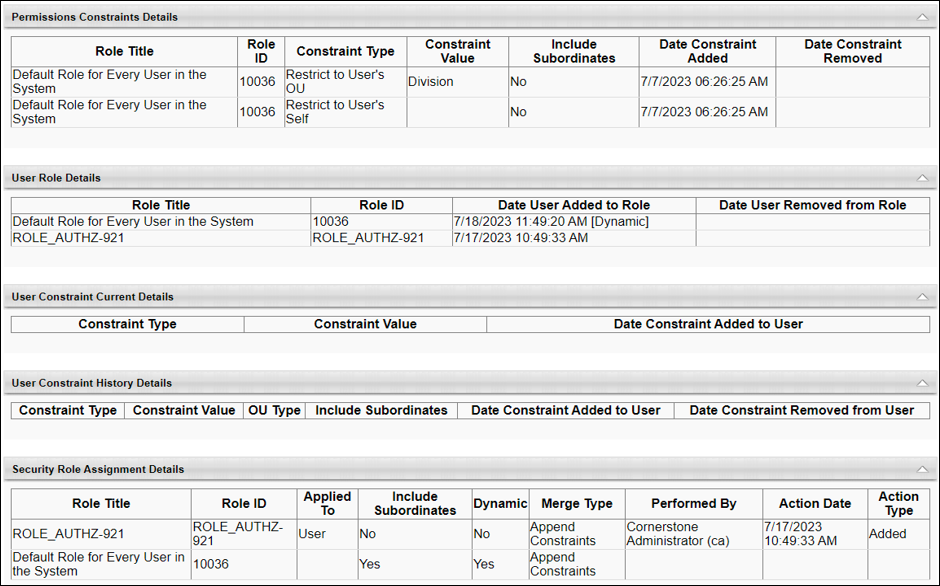 Permissions Constraints Details
Role Title Role ID Constraint Type Constraint Value Include Subordinates Date Constraint Added Date Constraint Removed
Default Role for Every User in the System 10036 Restrict to User's OU Division No 7/7/2023 06:26:25 AM
Default Role for Every User in the System 10036 Restrict to User's Self No 7/7/2023 06:26:25 AM
User Role Details
Role Title Role ID Date User Added to Role Date User Removed from Role
Default Role for Every User in the System 10036 7/18/2023 11:49:20 AM [Dynamic]
ROLE_AUTHZ-921 ROLE_AUTHZ-921 7/17/2023 10:49:33 AM
User Constraint Current Details
Constraint Type Constraint Value Date Constraint Added to User
User Constraint History Details
Constraint Type Constraint Value OU Type Include Subordinates Date Constraint Added to User Date Constraint Removed from User
Security Role Assignment Details
Role Title Role ID Applied To Include Subordinates Dynamic Merge Type Performed By Action Date Action Type
ROLE_AUTHZ-921 ROLE_AUTHZ-921 User No No Append Constraints Cornerstone Administrator (ca) 7/17/2023 10:49:33 AM Added
Default Role for Every User in the System 10036 Yes Yes Append Constraints